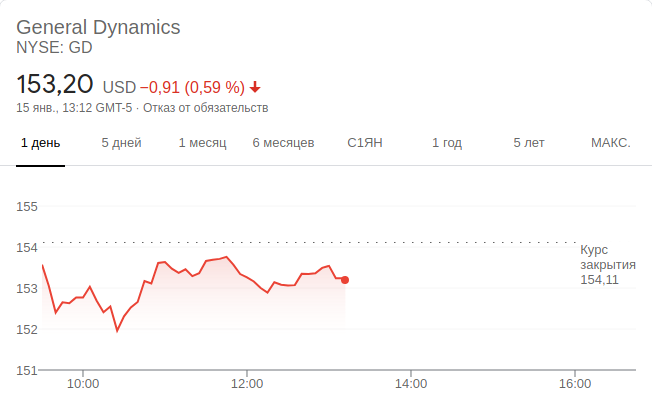 General Dynamics
NYSE: GD
153,20 USD −0,91 (0,59 %)
15 янв., 13:12 GMT-5 · Отказ от обязательств
1 день 5 дней 1 месяц 6 месяцев С1ЯН 1 год 5 лет МАКС.
155
154
Курс
закрытия
153
154,11
152
151
10:00 12:00 14:00 16:00